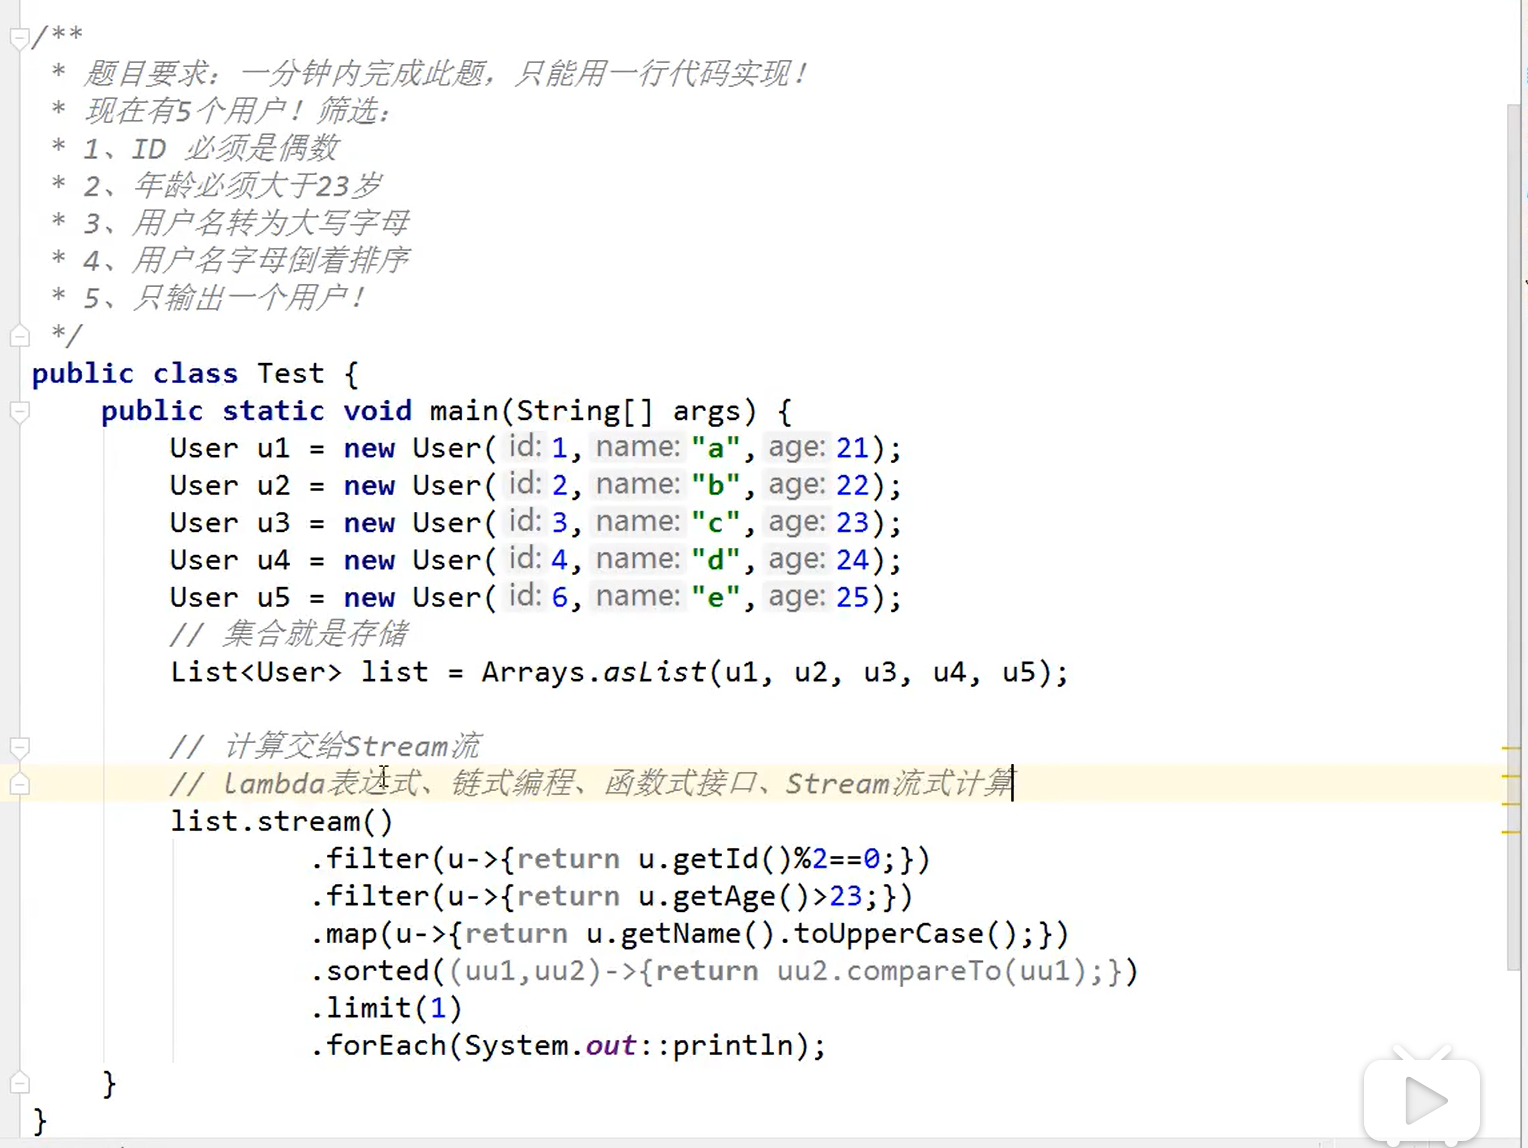 /**
 * 题目要求：一分钟内完成此题，只能用一行代码实现！
 * 现在有5个用户！筛选：
 * 1、ID 必须是偶数
 * 2、年龄必须大于23岁
 * 3、用户名转为大写字母
 * 4、用户名字母倒着排序
 * 5、只输出一个用户！
 */
public class Test {
    public static void main(String[] args) {
        User u1 = new User( id: 1, name: "a", age: 21);
        User u2 = new User( id: 2, name: "b", age: 22);
        User u3 = new User( id: 3, name: "c", age: 23);
        User u4 = new User( id: 4, name: "d", age: 24);
        User u5 = new User( id: 6, name: "e", age: 25);
        // 集合就是存储
        List<User> list = Arrays.asList(u1, u2, u3, u4, u5);
        // 计算交给Stream流
        // lambda表达式、链式编程、函数式接口、Stream流式计算
        list.stream()
                .filter(u->{return u.getId()%2==0;})
                .filter(u->{return u.getAge()>23;})
                .map(u->{return u.getName().toUpperCase();})
                .sorted((uu1,uu2)->{return uu2.compareTo(uu1);})
                .limit(1)
                .forEach(System.out::println);
    }
}